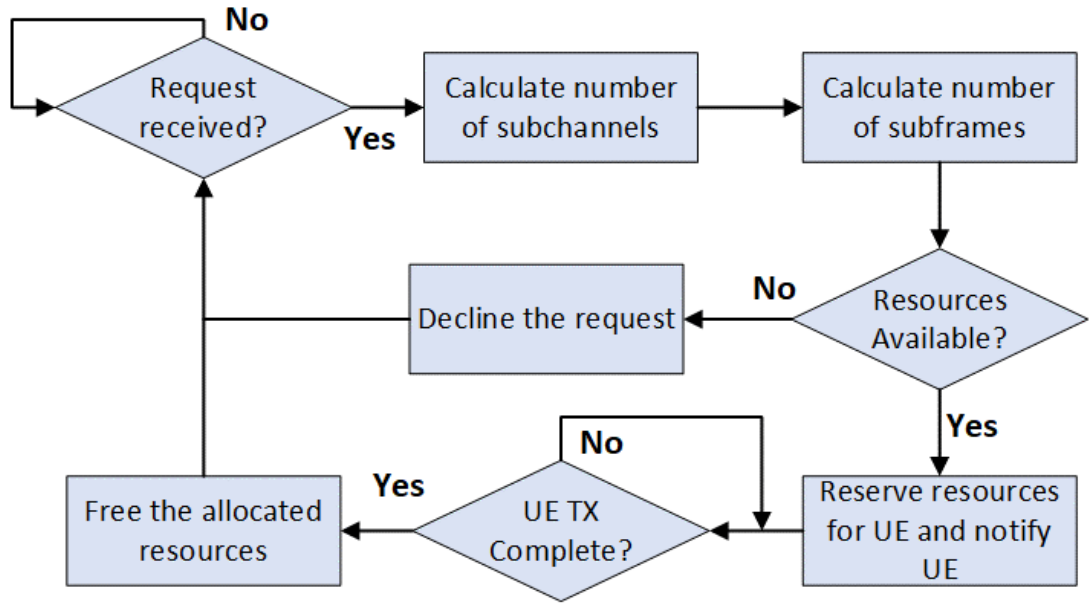 No
Request
received?
Yes
Calculate number
of subchannels
Calculate number
of subframes
Resources
Available?
No
Decline the request
Yes
Reserve resources
for UE and notify
UE
No
UE TX
Complete?
Yes
Free the allocated
resources